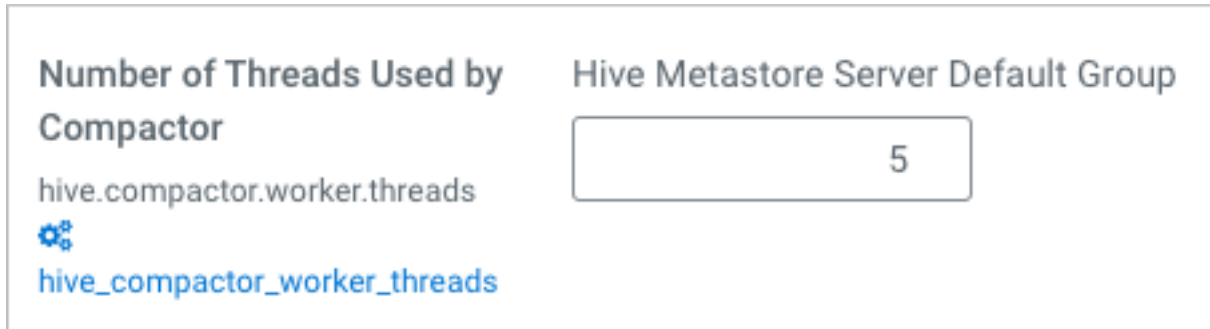 Number of Threads Used by
Compactor
hive.compactor.worker.threads
hive_compactor_worker_threads
Hive Metastore Server Default Group
5